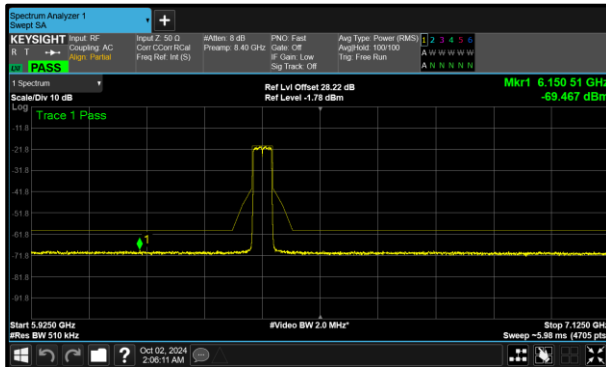 Spectrum Analyzer 1
Swept SA
+
KEYSIGHT Input: RF Input Z: 50 Ω #Atten: 8 dB PNO: Fast Avg Type: Power (RMS) 1 2 3 4 5 6
R T Coupling: AC Corr CCorr RCal Preamp: 8.40 GHz Gate: Off Avg|Hold: 100/100 A W W W W W
Align: Partial Freq Ref: Int (S) IF Gain: Low Trig: Free Run
LVI PASS Sig Track: Off A N N N N N
1 Spectrum Ref Lvl Offset 28.22 dB Mkr1 6.150 51 GHz
Scale/Div 10 dB Ref Level -1.78 dBm -69.467 dBm
Log
Trace 1 Pass
-11.8
-21.8
-31.8
-41.8
-51.8
-61.8
1
-71.8
-81.8
-91.8
Start 5.9250 GHz #Video BW 2.0 MHz* Stop 7.1250 GHz
#Res BW 510 kHz Sweep ~5.98 ms (4705 pts)
? Oct 02, 2024
2:06:11 AM